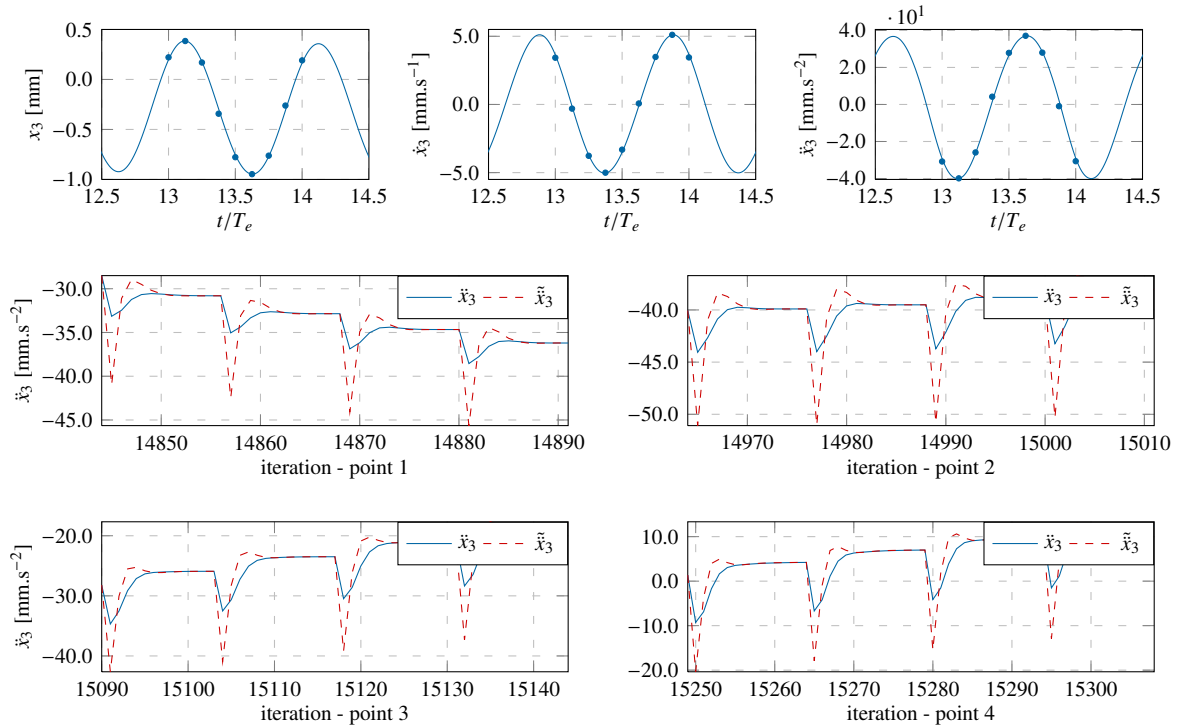 · 10¹
0.5
0.0
−0.5
−1.0
x₃ [mm]
12.5 13 13.5 14 14.5
t/Tₑ
5.0
0.0
−5.0
ẋ₃ [mm.s⁻¹]
12.5 13 13.5 14 14.5
t/Tₑ
4.0
2.0
0.0
−2.0
−4.0
ẍ₃ [mm.s⁻²]
12.5 13 13.5 14 14.5
t/Tₑ
−30.0
−35.0
−40.0
−45.0
ẍ₃ [mm.s⁻²]
ẍ₃ ẍ̃₃
14850 14860 14870 14880 14890
iteration - point 1
−40.0
−45.0
−50.0
ẍ₃ ẍ̃₃
14970 14980 14990 15000 15010
iteration - point 2
−20.0
−30.0
−40.0
ẍ₃ [mm.s⁻²]
ẍ₃ ẍ̃₃
15090 15100 15110 15120 15130 15140
iteration - point 3
10.0
0.0
−10.0
−20.0
ẍ₃ ẍ̃₃
15250 15260 15270 15280 15290 15300
iteration - point 4